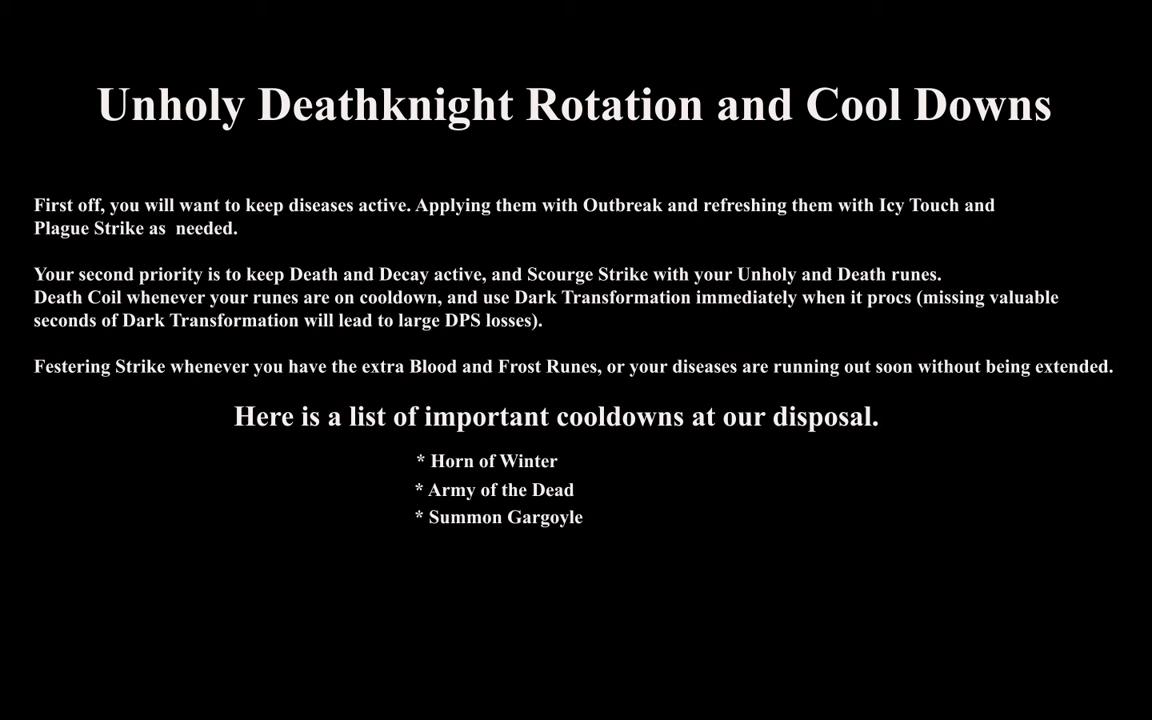 Unholy Deathknight Rotation and Cool Downs
First off, you will want to keep diseases active. Applying them with Outbreak and refreshing them with Icy Touch and
Plague Strike as  needed.
Your second priority is to keep Death and Decay active, and Scourge Strike with your Unholy and Death runes.
Death Coil whenever your runes are on cooldown, and use Dark Transformation immediately when it procs (missing valuable
seconds of Dark Transformation will lead to large DPS losses).
Festering Strike whenever you have the extra Blood and Frost Runes, or your diseases are running out soon without being extended.
Here is a list of important cooldowns at our disposal.
* Horn of Winter
* Army of the Dead
* Summon Gargoyle